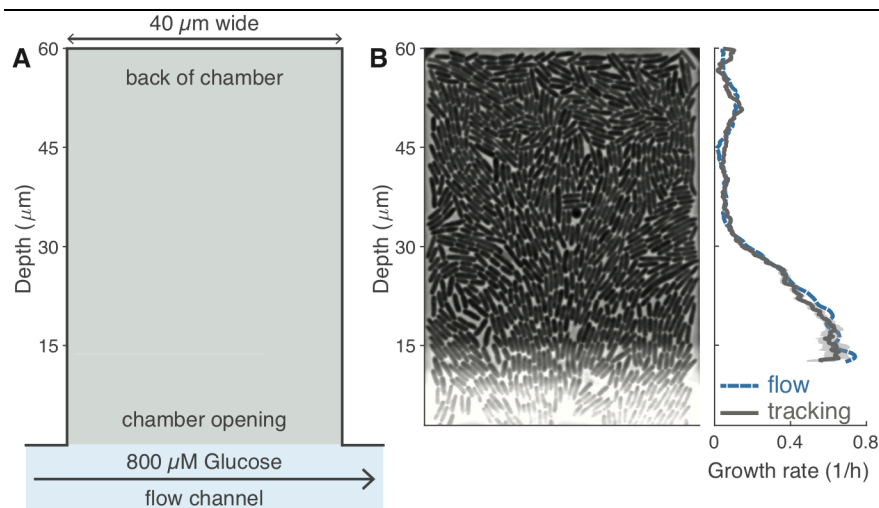 40 μm wide
A
60
45
30
15
Depth (μm)
back of chamber
chamber opening
800 μM Glucose
flow channel
B
60
45
30
15
Depth (μm)
flow
tracking
0
0.4
0.8
Growth rate (1/h)